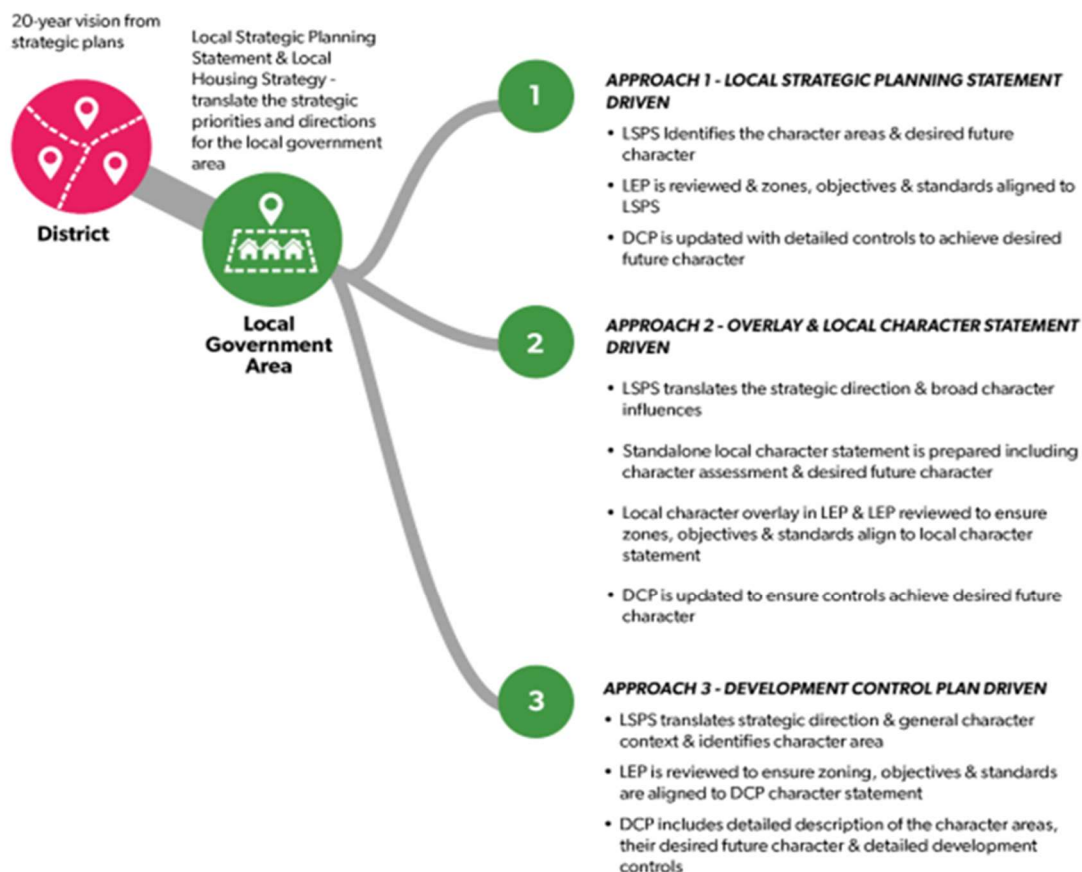 20-year vision from
strategic plans
Local Strategic Planning
Statement & Local
Housing Strategy -
translate the strategic
priorities and directions
for the local government
area
District
Local
Government
Area
1
APPROACH 1 - LOCAL STRATEGIC PLANNING STATEMENT
DRIVEN
• LSPS Identifies the character areas & desired future
character
• LEP is reviewed & zones, objectives & standards aligned to
LSPS
• DCP is updated with detailed controls to achieve desired
future character
2
APPROACH 2 - OVERLAY & LOCAL CHARACTER STATEMENT
DRIVEN
• LSPS translates the strategic direction & broad character
influences
• Standalone local character statement is prepared including
character assessment & desired future character
• Local character overlay in LEP & LEP reviewed to ensure
zones, objectives & standards align to local character
statement
• DCP is updated to ensure controls achieve desired future
character
3
APPROACH 3 - DEVELOPMENT CONTROL PLAN DRIVEN
• LSPS translates strategic direction & general character
context & identifies character area
• LEP is reviewed to ensure zoning, objectives & standards
are aligned to DCP character statement
• DCP includes detailed description of the character areas,
their desired future character & detailed development
controls